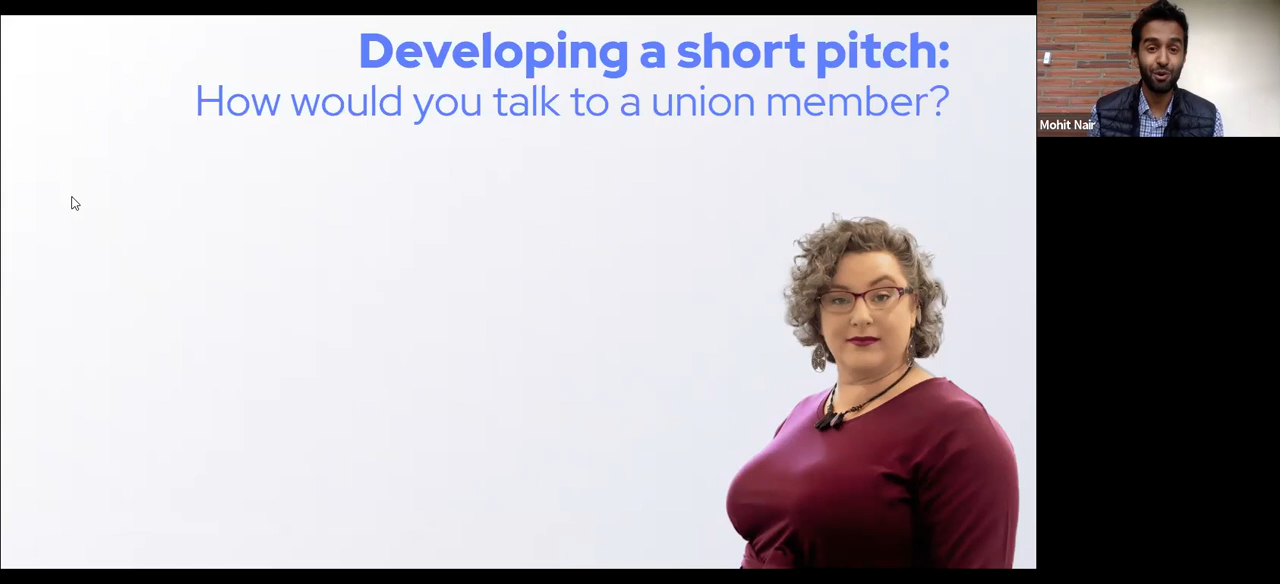 Developing a short pitch:
How would you talk to a union member?
Mohit Nair